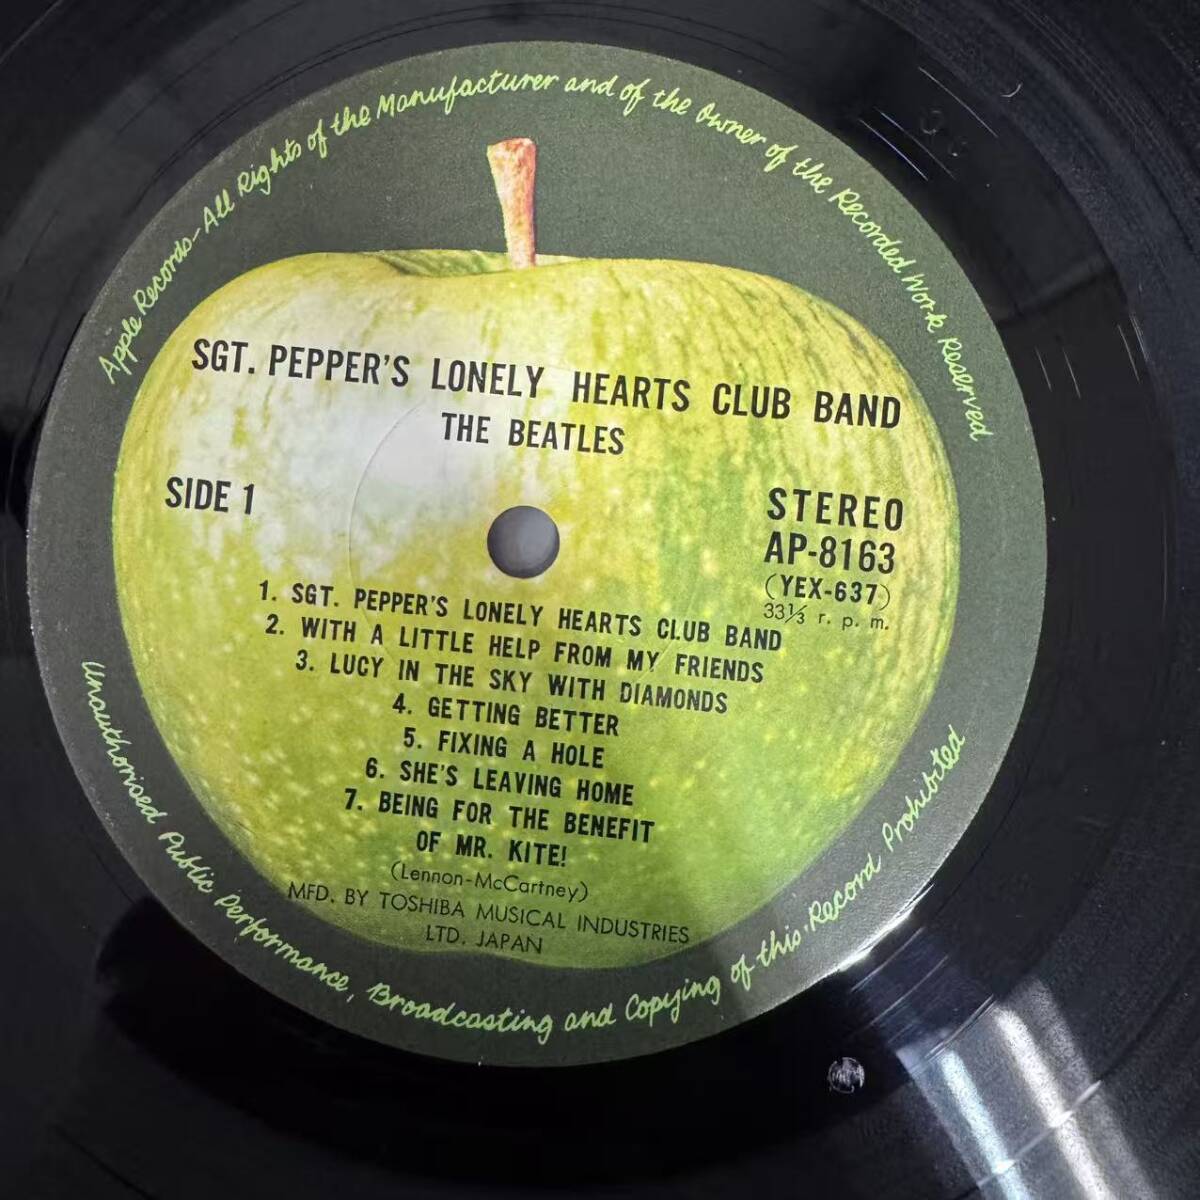 Apple Records-All Rights of the Manufacturer and of the Owner of the Recorded Work Reserved
SGT. PEPPER'S LONELY HEARTS CLUB BAND
THE BEATLES
SIDE 1
STEREO
AP-8163
(YEX-637)
33⅓ r. p. m.
1. SGT. PEPPER'S LONELY HEARTS CLUB BAND
2. WITH A LITTLE HELP FROM MY FRIENDS
3. LUCY IN THE SKY WITH DIAMONDS
4. GETTING BETTER
5. FIXING A HOLE
6. SHE'S LEAVING HOME
7. BEING FOR THE BENEFIT
OF MR. KITE!
(Lennon-McCartney)
MFD. BY TOSHIBA MUSICAL INDUSTRIES
LTD. JAPAN
Unauthorised Public Performance, Broadcasting and Copying of this Record Prohibited